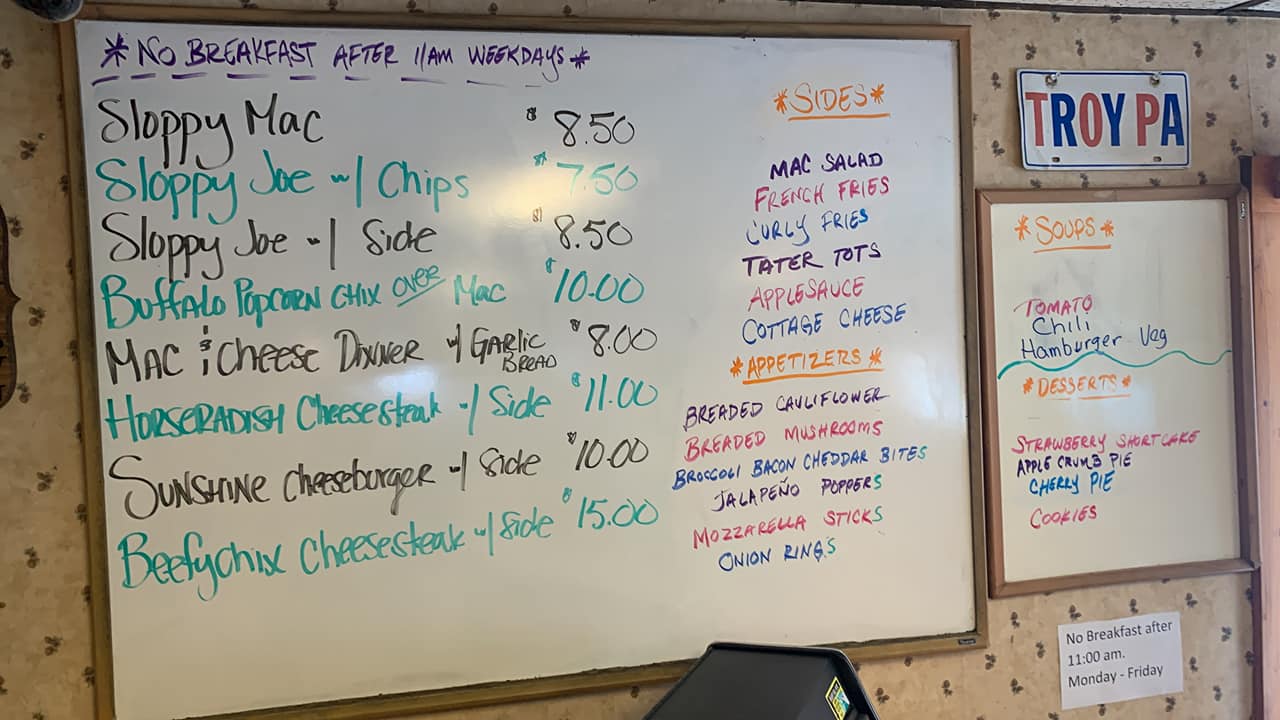 *NO BREAKFAST AFTER 11AM WEEKDAYS*
Sloppy Mac $8.50
Sloppy Joe w/ Chips $7.50
Sloppy Joe w/ Side $8.50
BUFFALO POPCORN CHIX OVER Mac $10.00
MAC & CHEESE DINNER w/ GARLIC BREAD $8.00
HORSERADISH Cheesesteak w/ Side $11.00
SUNSHINE Cheeseburger w/ Side $10.00
Beefychix Cheesesteak w/ Side $15.00
*SIDES*
MAC SALAD
FRENCH FRIES
CURLY FRIES
TATER TOTS
APPLESAUCE
COTTAGE CHEESE
*APPETIZERS*
BREADED CAULIFLOWER
BREADED MUSHROOMS
BROCCOLI BACON CHEDDAR BITES
JALAPEÑO POPPERS
MOZZARELLA STICKS
ONION RINGS
TROY PA
*SOUPS*
TOMATO
Chili
Hamburger Veg
*DESSERTS*
STRAWBERRY SHORTCAKE
APPLE CRUMB PIE
CHERRY PIE
COOKIES
No Breakfast after
11:00 am.
Monday - Friday